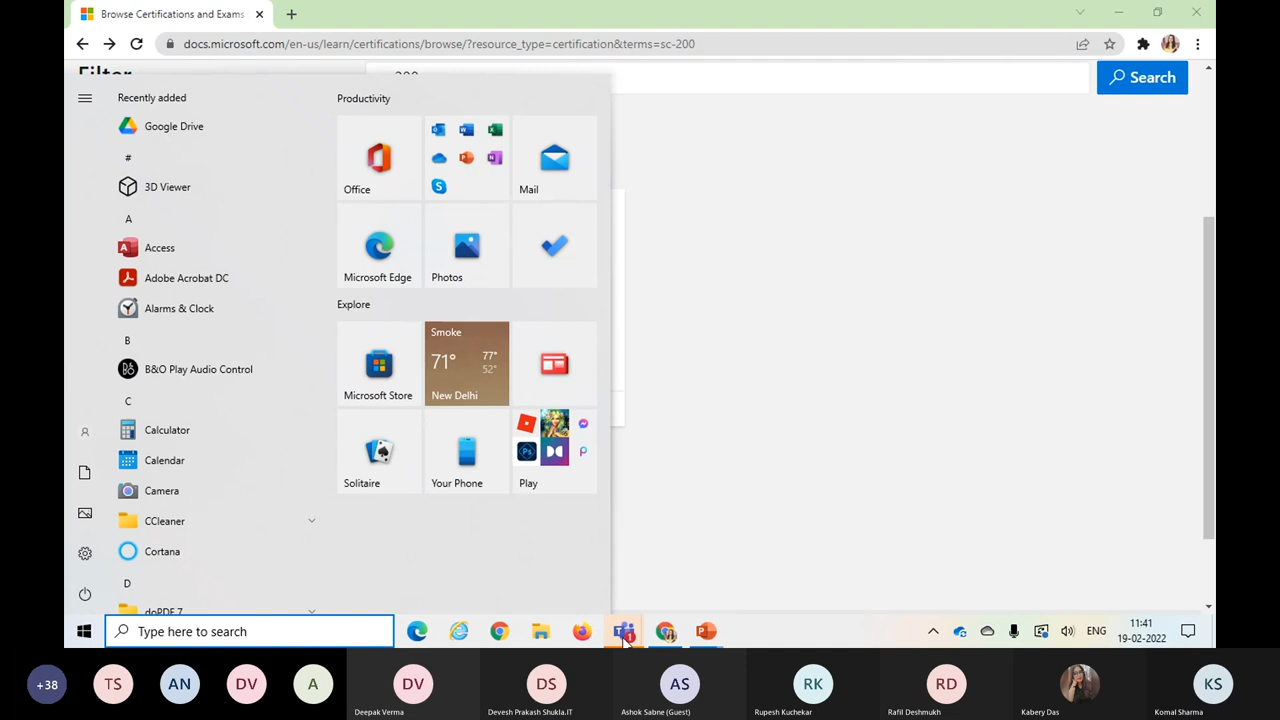 Browse Certifications and Exams
docs.microsoft.com/en-us/learn/certifications/browse/?resource_type=certification&terms=sc-200
Filter
Search
Recently added
Google Drive
#
3D Viewer
A
Access
Adobe Acrobat DC
Alarms & Clock
B
B&O Play Audio Control
C
Calculator
Calendar
Camera
CCleaner
Cortana
D
doPDF 7
Productivity
Office
Mail
Microsoft Edge
Photos
Explore
Microsoft Store
Smoke
71°
77°
52°
New Delhi
Solitaire
Your Phone
Play
Type here to search
1
ENG
11:41
19-02-2022
+38
TS
AN
DV
A
DV
Deepak Verma
DS
Devesh Prakash Shukla.IT
AS
Ashok Sabne (Guest)
RK
Rupesh Kuchekar
RD
Rafil Deshmukh
Kabery Das
KS
Komal Sharma